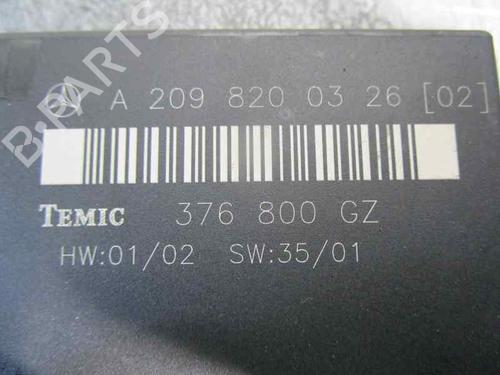 B-PARTS
A 209 820 03 26 [02]
TEMIC 376 800 GZ
HW:01/02 SW:35/01